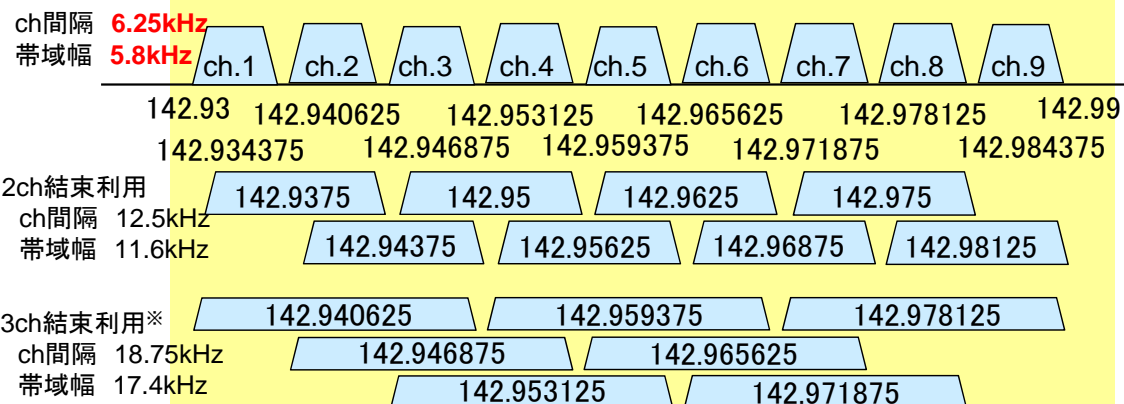 ch間隔 6.25kHz
帯域幅 5.8kHz
ch.1 ch.2 ch.3 ch.4 ch.5 ch.6 ch.7 ch.8 ch.9
142.93 142.940625 142.953125 142.965625 142.978125 142.99
142.934375 142.946875 142.959375 142.971875 142.984375
2ch結束利用
142.9375 142.95 142.9625 142.975
ch間隔 12.5kHz
帯域幅 11.6kHz
142.94375 142.95625 142.96875 142.98125
3ch結束利用※
142.940625 142.959375 142.978125
ch間隔 18.75kHz
142.946875 142.965625
帯域幅 17.4kHz
142.953125 142.971875